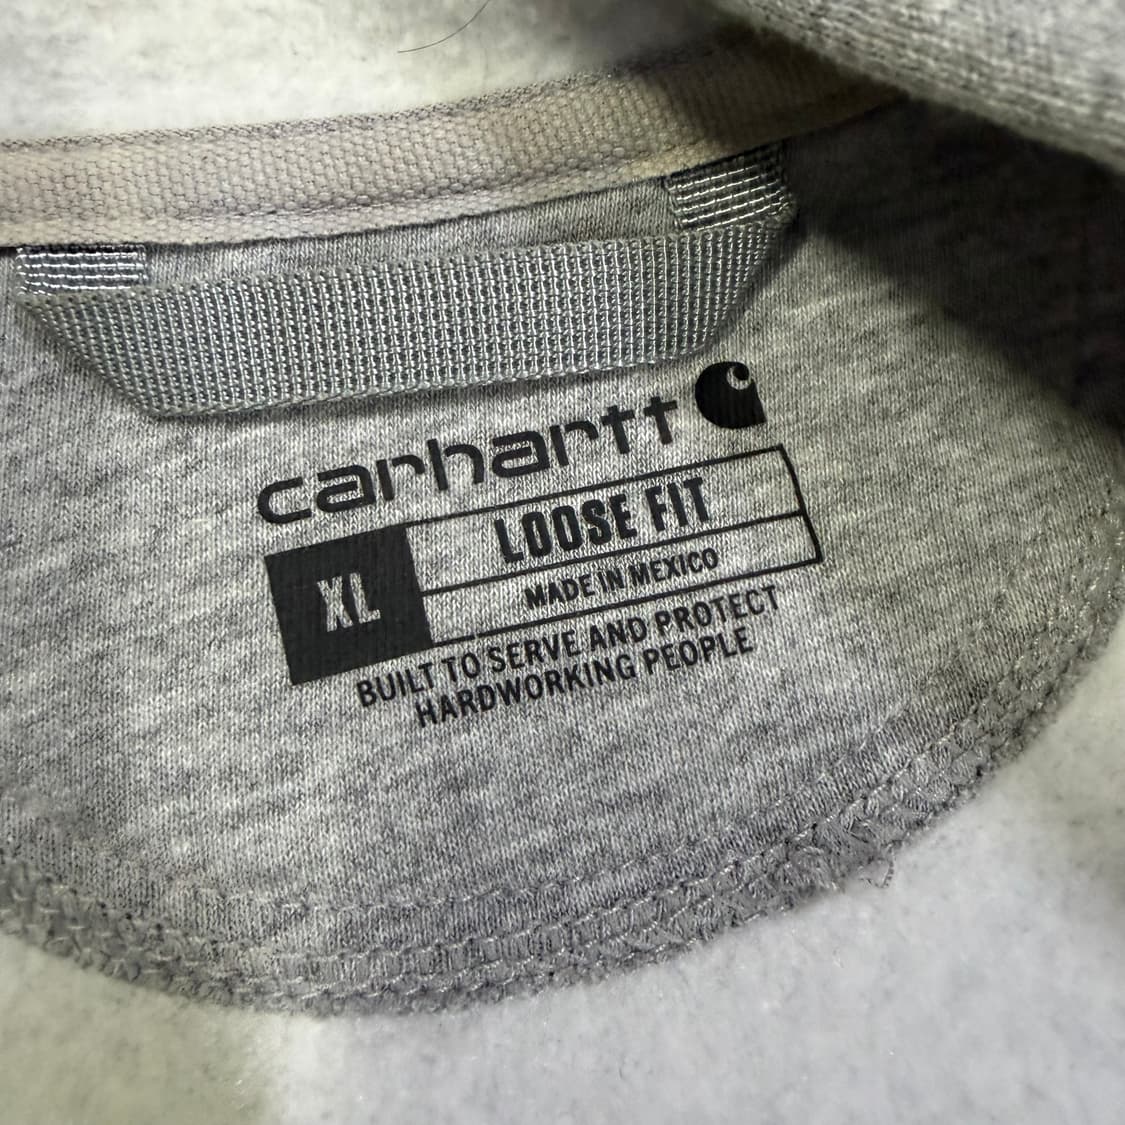 carhartt
XL
LOOSE FIT
MADE IN MEXICO
BUILT TO SERVE AND PROTECT
HARDWORKING PEOPLE